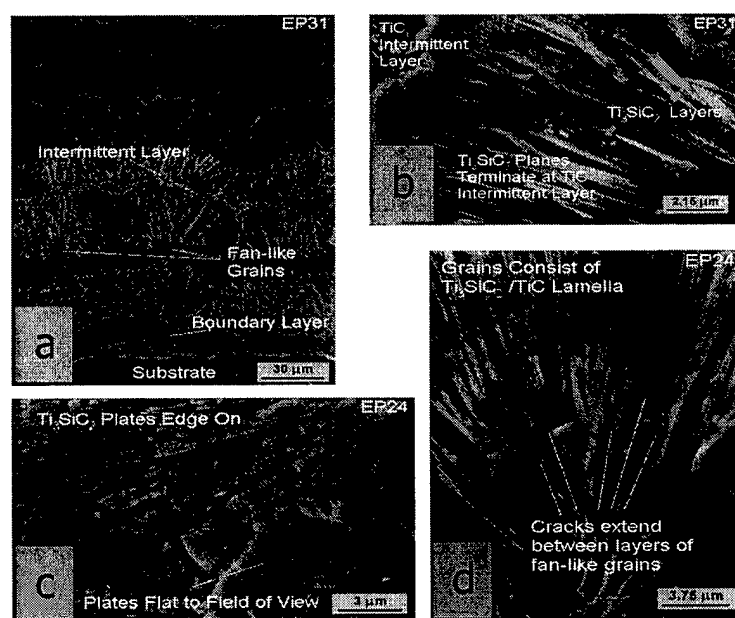 EP31
Intermittent Layer
Fan-like
Grains
Boundary Layer
a
Substrate
30 µm
TiC
Intermittent
Layer
EP31
Ti3SiC2 Layers
Ti3SiC2 Planes
Terminate at TiC
Intermittent Layer
b
2.15 µm
Ti3SiC2 Plates Edge On
EP24
c
Plates Flat to Field of View
3 µm
Grains Consist of
EP24
Ti3SiC2 /TiC Lamella
Cracks extend
between layers of
fan-like grains
d
3.75 µm